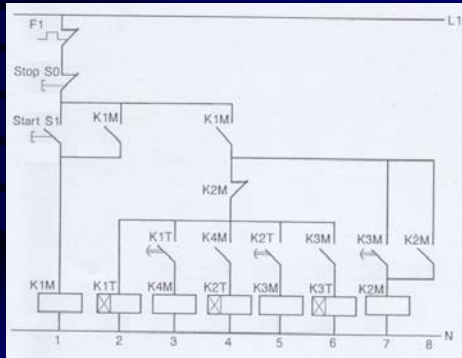 L1
F1
Stop S0
Start S1 K1M K1M
K2M
K1T K4M K2T K3M K3M K2M
K1M K1T K4M K2T K3M K3T K2M
N
1 2 3 4 5 6 7 8